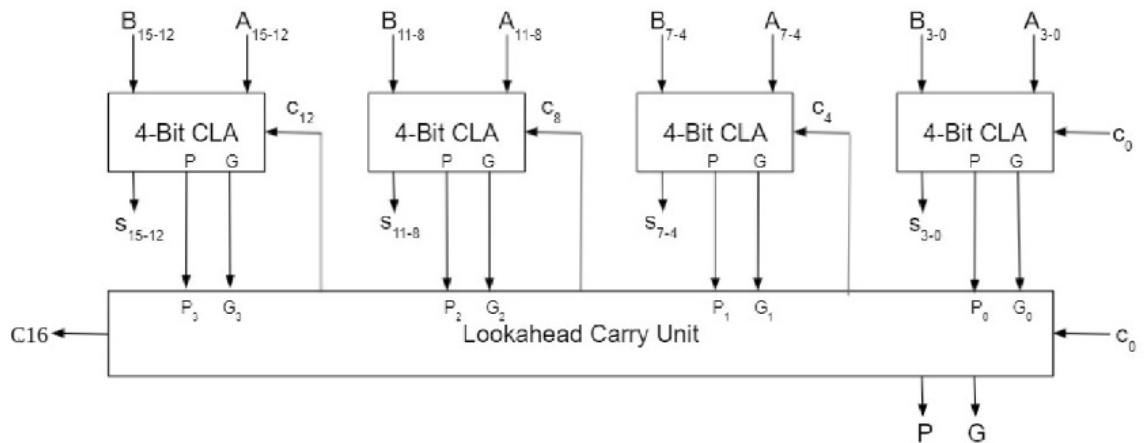 B15-12 A15-12 B11-8 A11-8 B7-4 A7-4 B3-0 A3-0
c12 c8 c4
4-Bit CLA 4-Bit CLA 4-Bit CLA 4-Bit CLA c0
P G P G P G P G
s15-12 s11-8 s7-4 s3-0
P3 G3 P2 G2 P1 G1 P0 G0
C16 Lookahead Carry Unit c0
P G